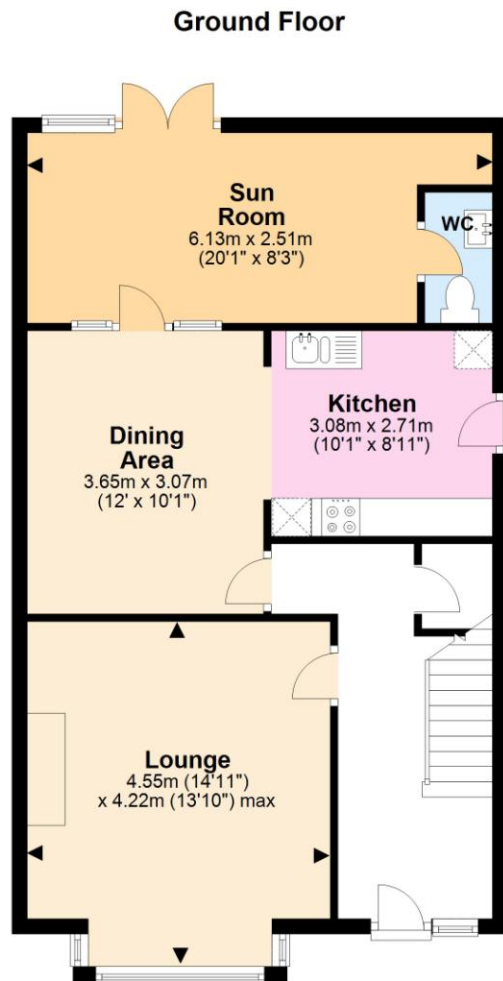 Ground Floor
Sun
Room
6.13m x 2.51m
(20'1" x 8'3")
WC
Kitchen
3.08m x 2.71m
(10'1" x 8'11")
Dining
Area
3.65m x 3.07m
(12' x 10'1")
Lounge
4.55m (14'11")
x 4.22m (13'10") max